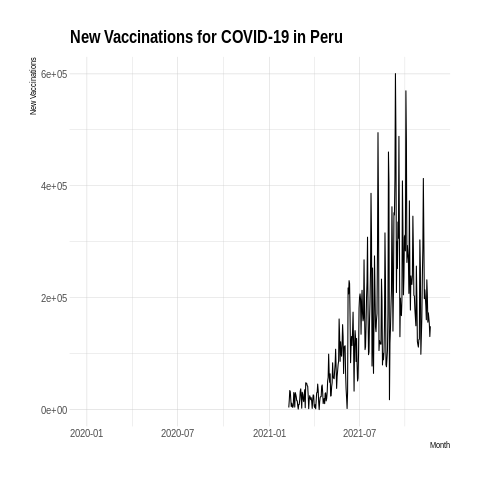 New Vaccinations for COVID-19 in Peru
New Vaccinations
6e+05
4e+05
2e+05
0e+00
2020-01 2020-07 2021-01 2021-07
Month